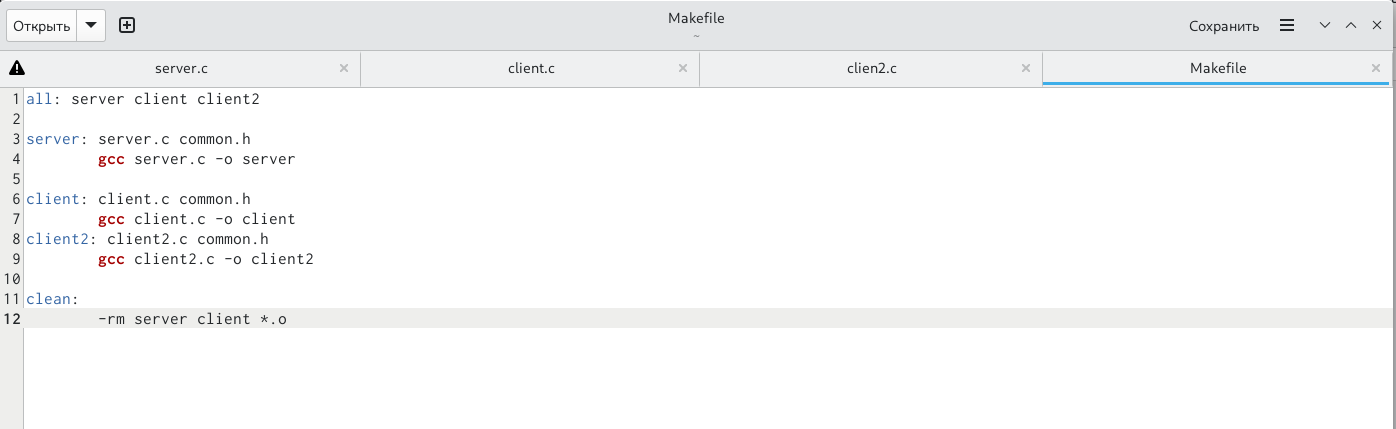 Открыть
Makefile
~
Сохранить
server.c
client.c
clien2.c
Makefile
1 all: server client client2
2
3 server: server.c common.h
4 gcc server.c -o server
5
6 client: client.c common.h
7 gcc client.c -o client
8 client2: client2.c common.h
9 gcc client2.c -o client2
10
11 clean:
12 -rm server client *.o